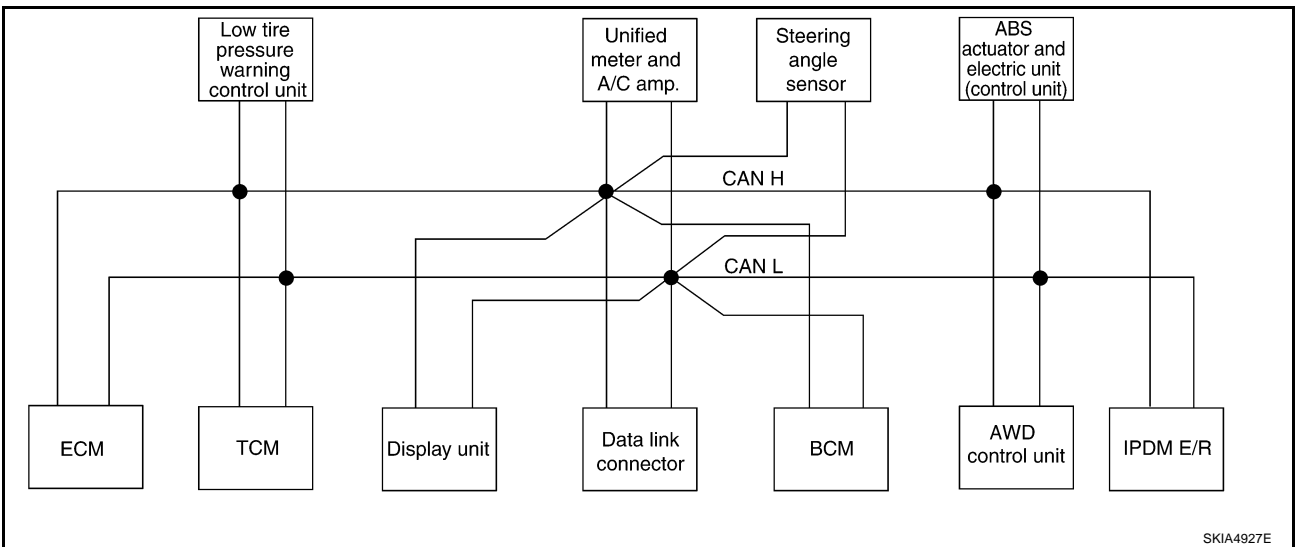 Low tire
pressure
warning
control unit
Unified
meter and
A/C amp.
Steering
angle
sensor
ABS
actuator and
electric unit
(control unit)
CAN H
CAN L
ECM
TCM
Display unit
Data link
connector
BCM
AWD
control unit
IPDM E/R
SKIA4927E